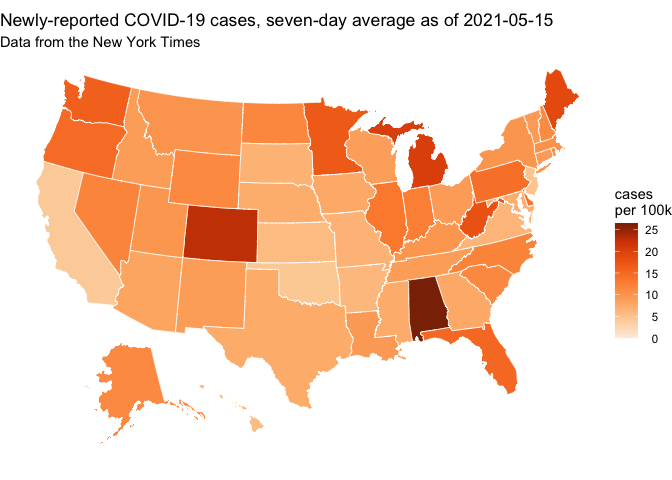 Newly-reported COVID-19 cases, seven-day average as of 2021-05-15
Data from the New York Times
cases
per 100k
25
20
15
10
5
0